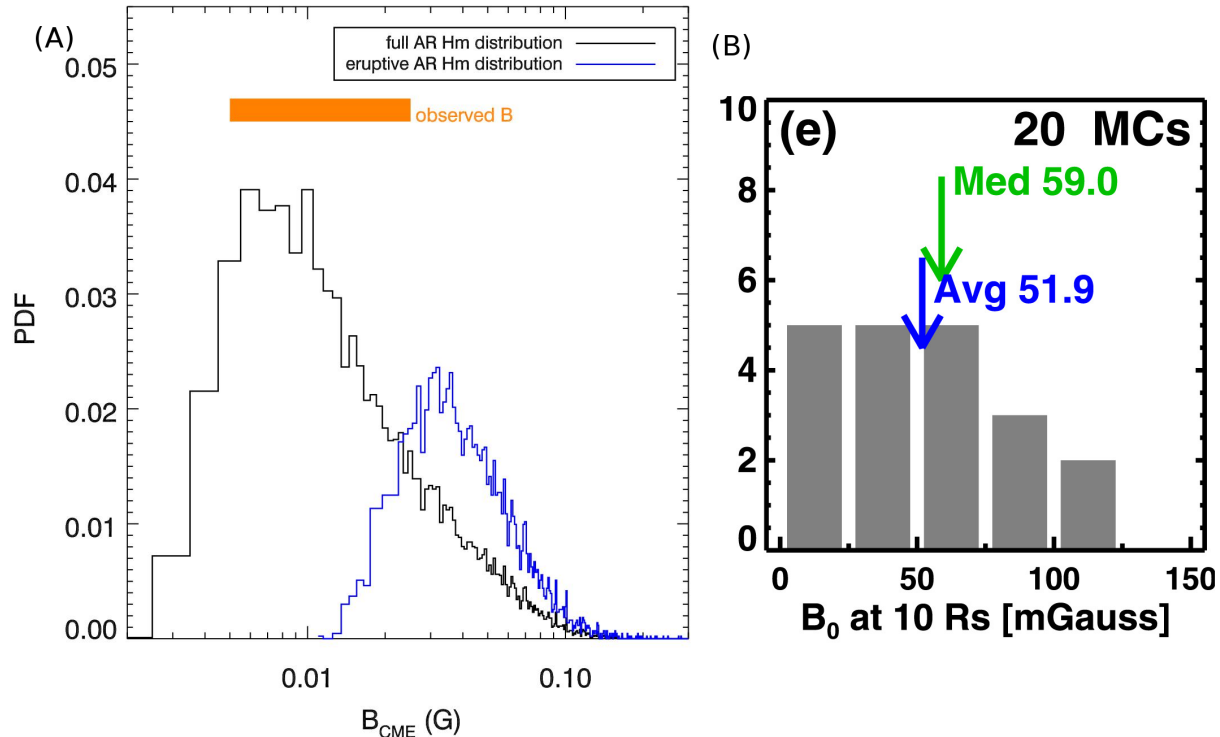 (A)
full AR Hm distribution
eruptive AR Hm distribution
observed B
0.05
0.04
0.03
0.02
0.01
0.00
PDF
0.01 0.10
B_CME (G)
(B)
(e) 20 MCs
Med 59.0
Avg 51.9
10
8
6
4
2
0
0 50 100 150
B_0 at 10 Rs [mGauss]